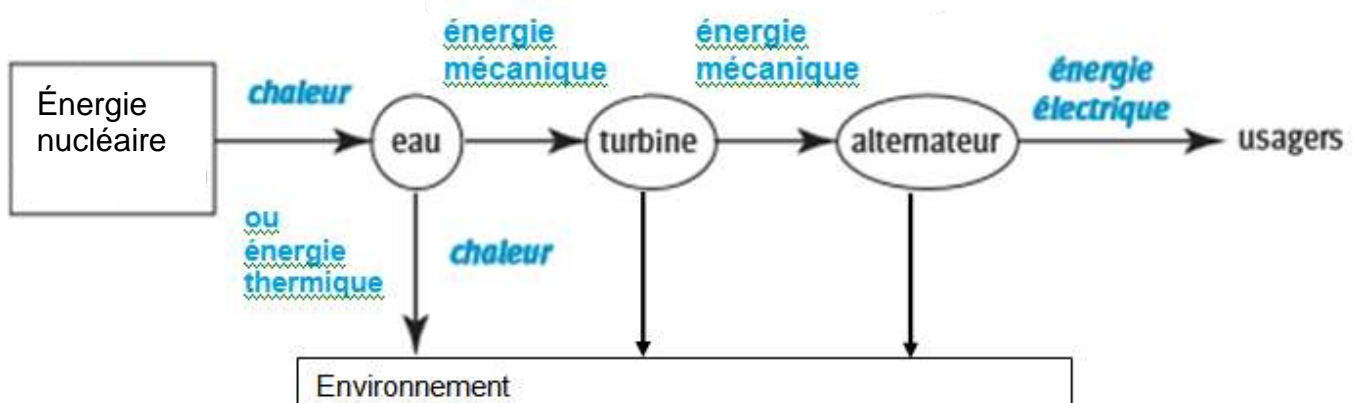 énergie
mécanique
énergie
mécanique
énergie
électrique
chaleur
Énergie
nucléaire
eau
turbine
alternateur
usagers
ou
énergie
thermique
chaleur
Environnement